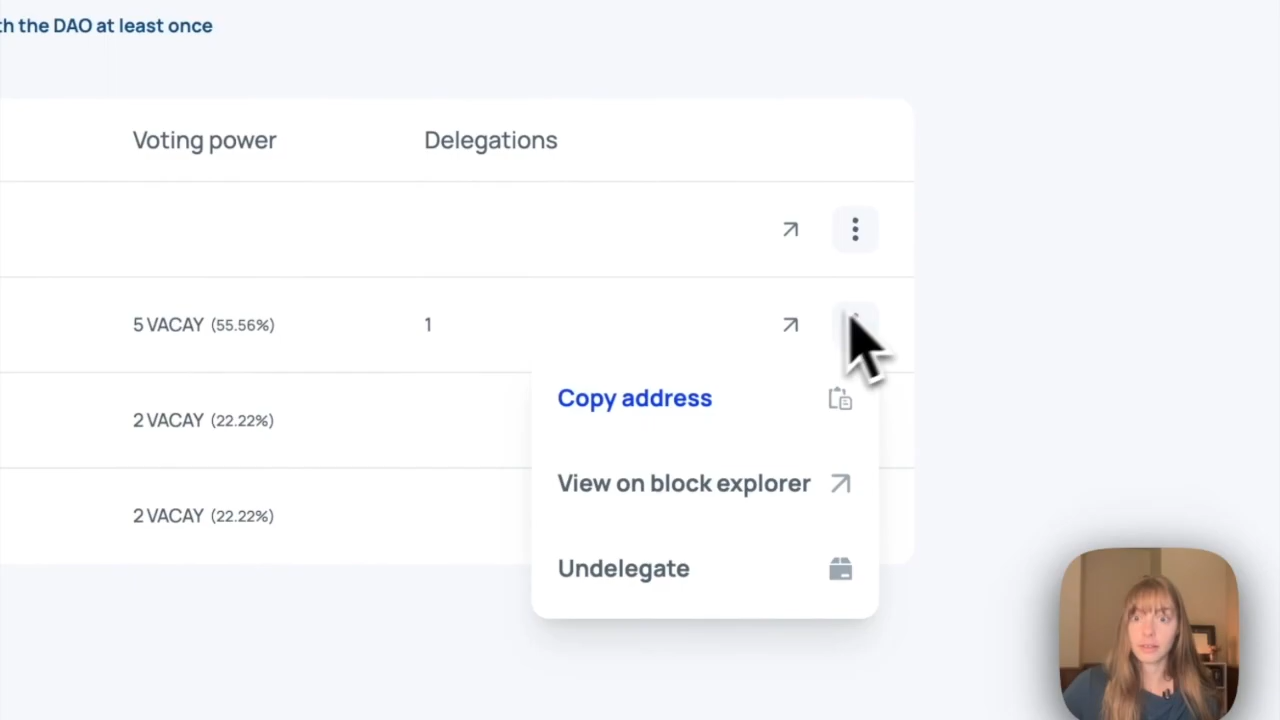 th the DAO at least once
Voting power Delegations
5 VACAY (55.56%) 1
Copy address
2 VACAY (22.22%)
View on block explorer
2 VACAY (22.22%)
Undelegate